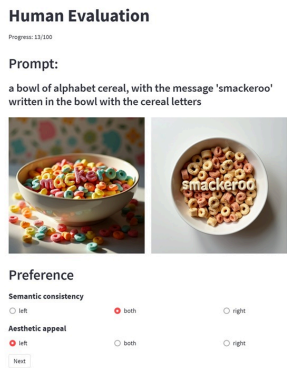 Human Evaluation
Progress: 13/100
Prompt:
a bowl of alphabet cereal, with the message 'smackeroo'
written in the bowl with the cereal letters
smackeroo
smackeroo
Preference
Semantic consistency
left
both
right
Aesthetic appeal
left
both
right
Next